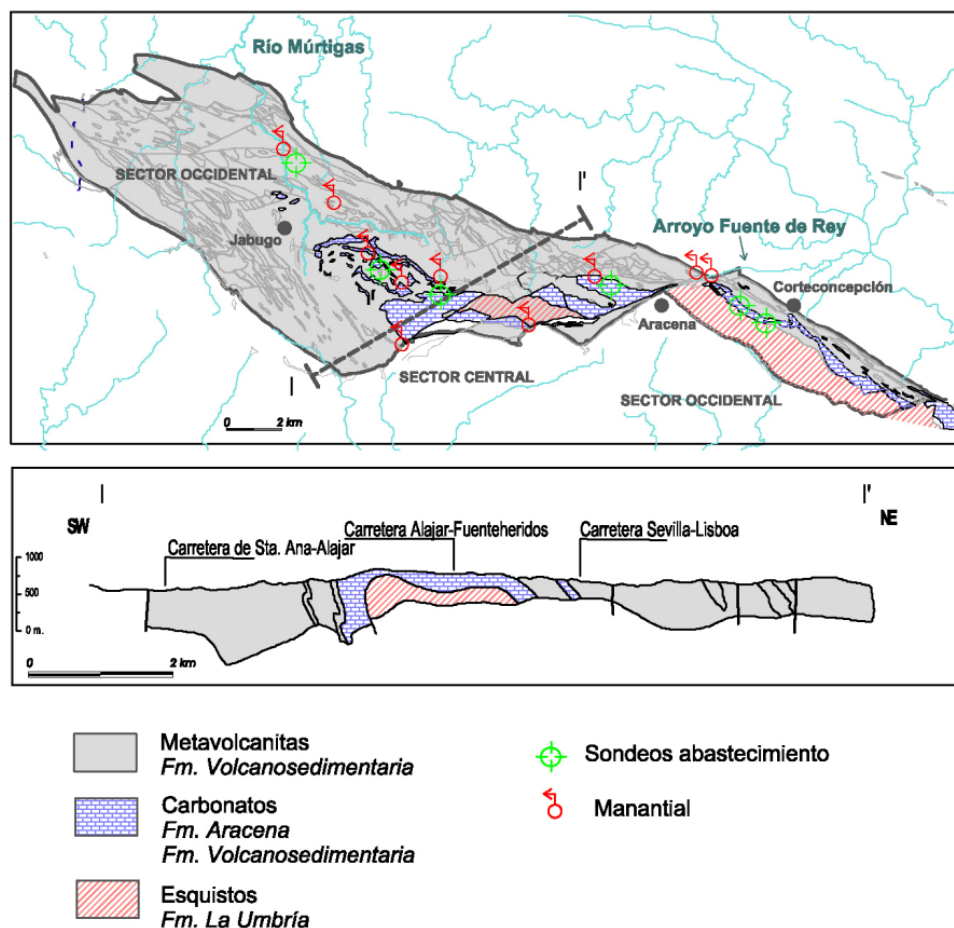 Río Múrtigas
SECTOR OCCIDENTAL
I'
Arroyo Fuente de Rey
Jabugo
Corteconcepción
Aracena
I
SECTOR CENTRAL
SECTOR OCCIDENTAL
0 2 km
I I'
SW NE
Carretera de Sta. Ana-Alajar
Carretera Alajar-Fuenteheridos
Carretera Sevilla-Lisboa
1000
500
0 m.
0 2 km
Metavolcanitas
Fm. Volcanosedimentaria
Carbonatos
Fm. Aracena
Fm. Volcanosedimentaria
Esquistos
Fm. La Umbría
Sondeos abastecimiento
Manantial